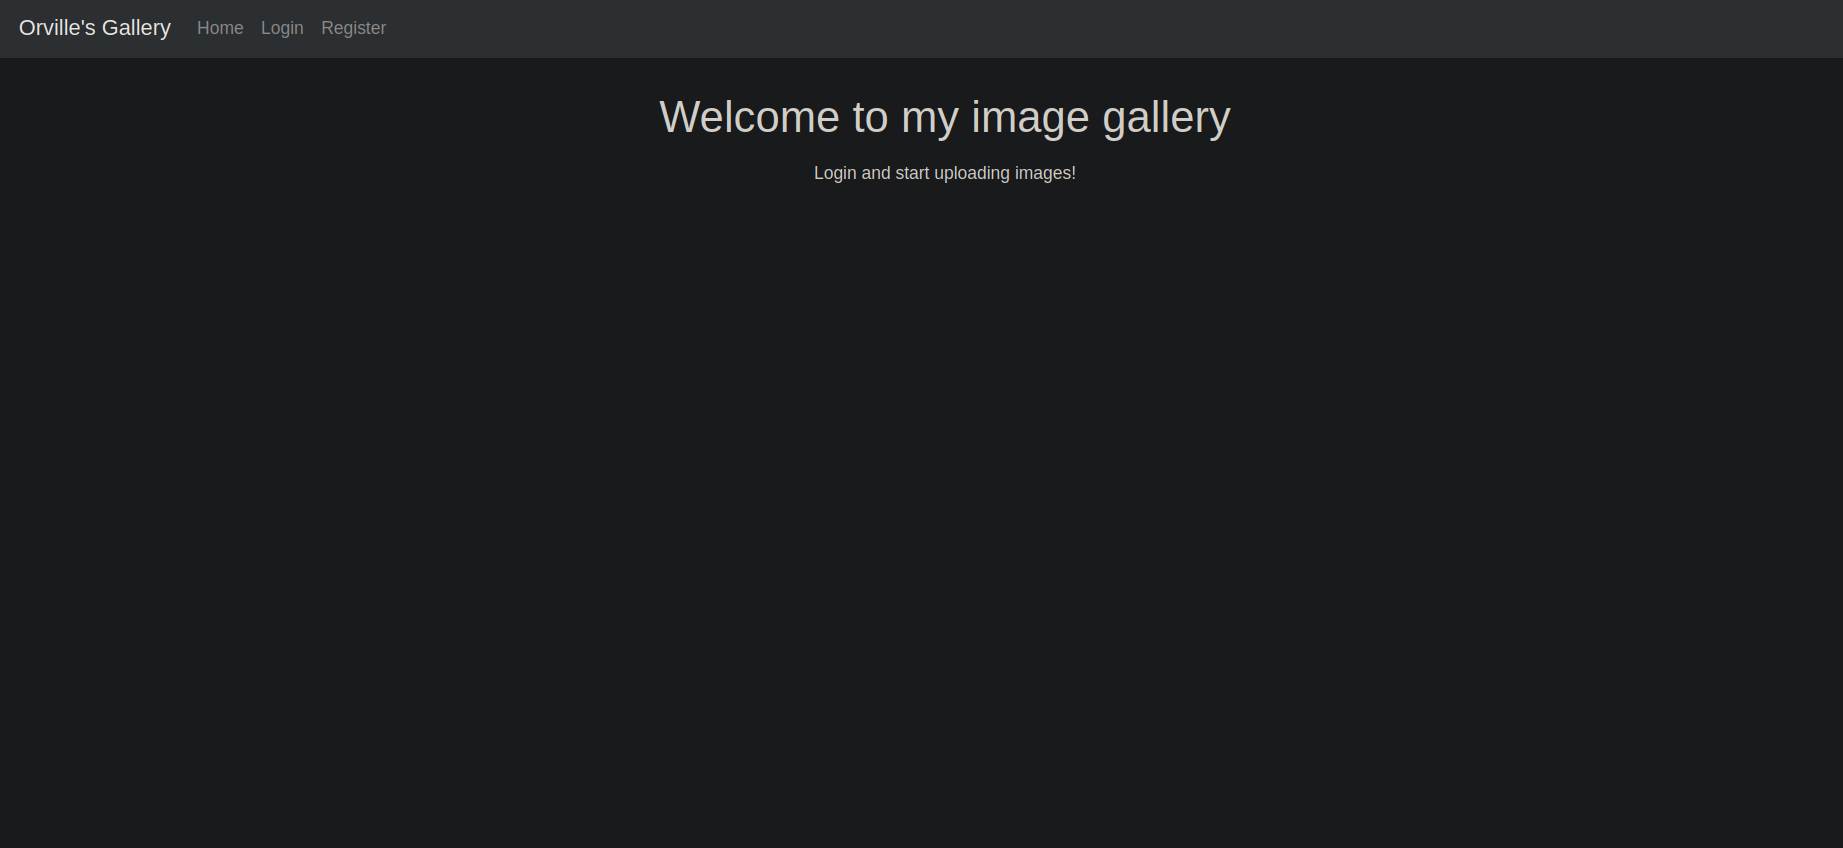 Orville's Gallery Home Login Register
Welcome to my image gallery
Login and start uploading images!